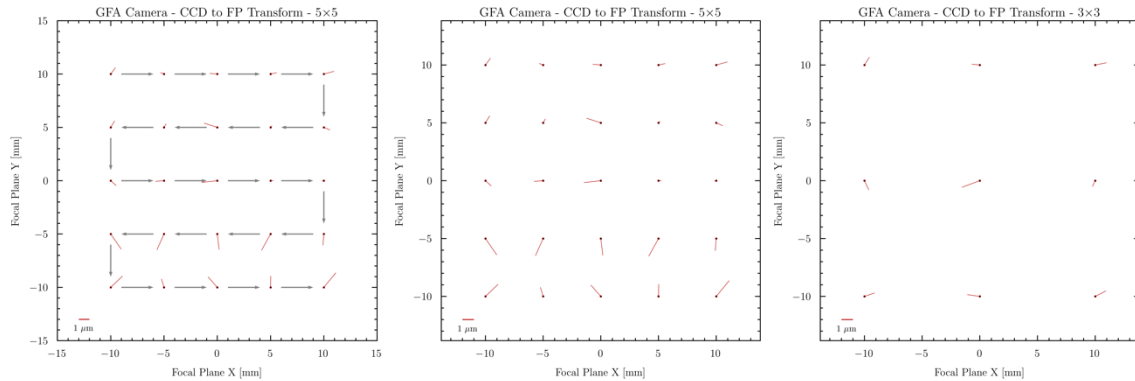 GFA Camera - CCD to FP Transform - 5×5
15
10
5
0
−5
−10
−15
−15
−10
−5
0
5
10
15
Focal Plane Y [mm]
Focal Plane X [mm]
1 μm
GFA Camera - CCD to FP Transform - 5×5
10
5
0
−5
−10
−10
−5
0
5
10
Focal Plane Y [mm]
Focal Plane X [mm]
1 μm
GFA Camera - CCD to FP Transform - 3×3
10
5
0
−5
−10
−10
−5
0
5
10
Focal Plane Y [mm]
Focal Plane X [mm]
1 μm